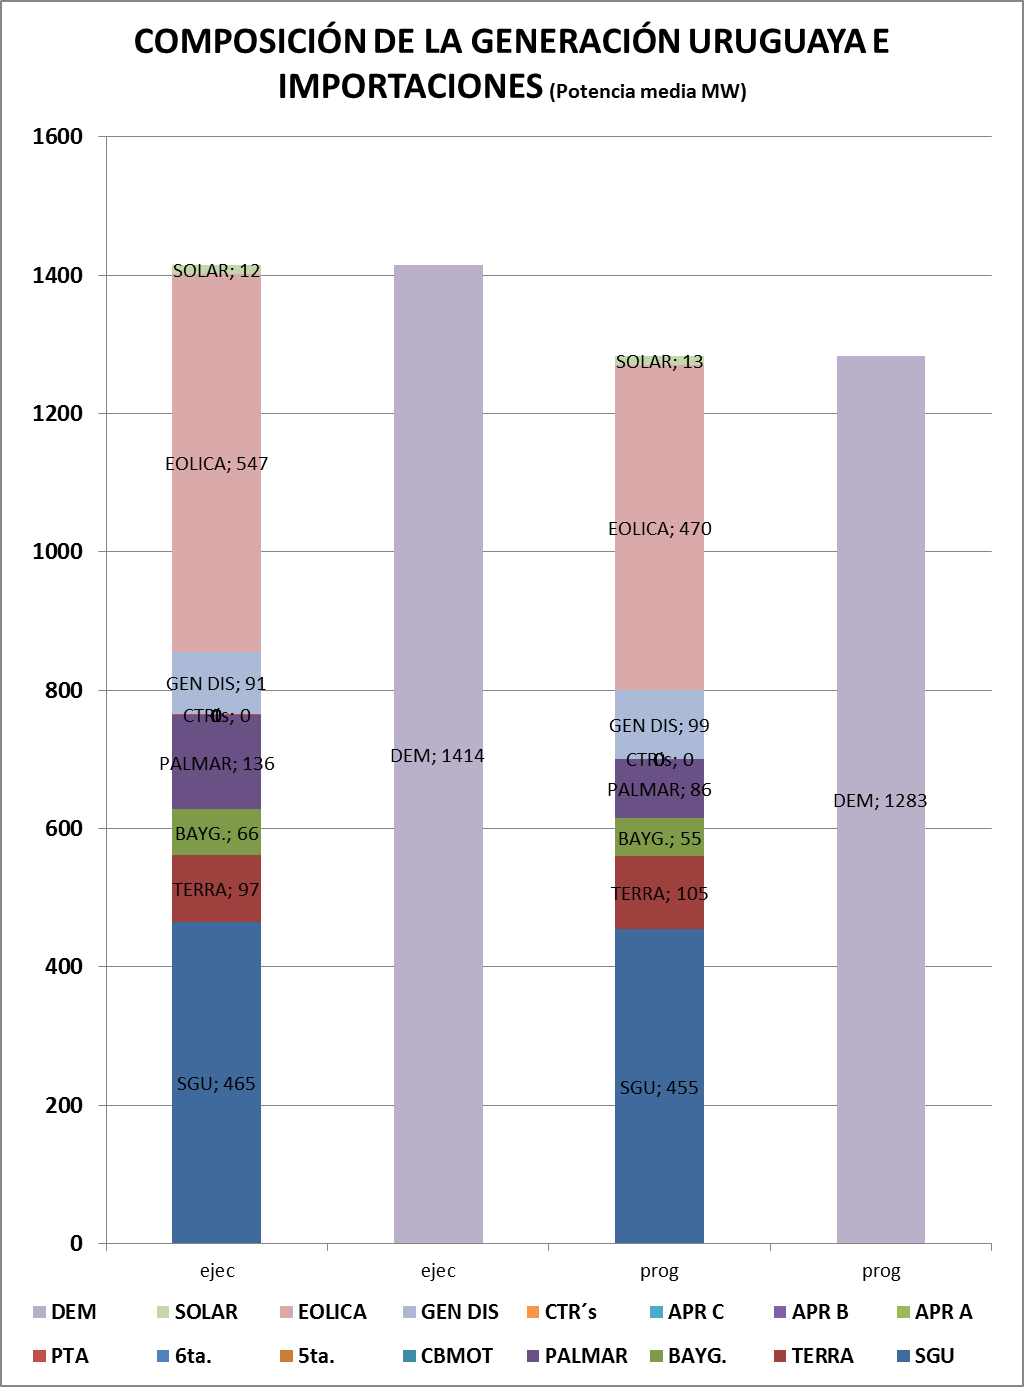 COMPOSICIÓN DE LA GENERACIÓN URUGUAYA E
IMPORTACIONES (Potencia media MW)
1600
1400
1200
1000
800
600
400
200
0
SOLAR; 12
EOLICA; 547
GEN DIS; 91
CTR´s; 0
PALMAR; 136
BAYG.; 66
TERRA; 97
SGU; 465
DEM; 1414
SOLAR; 13
EOLICA; 470
GEN DIS; 99
CTR´s; 0
PALMAR; 86
BAYG.; 55
TERRA; 105
SGU; 455
DEM; 1283
ejec ejec prog prog
DEM SOLAR EOLICA GEN DIS CTR´s APR C APR B APR A
PTA 6ta. 5ta. CBMOT PALMAR BAYG. TERRA SGU